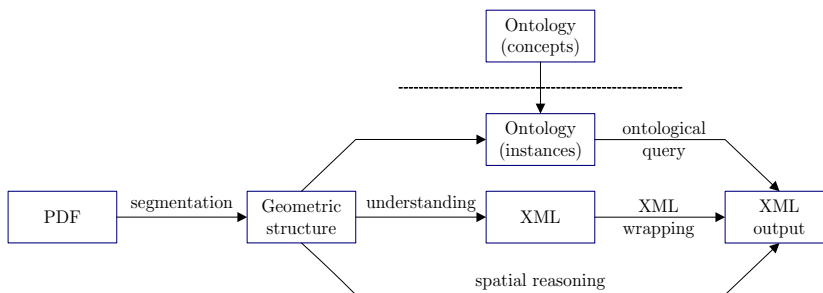 Ontology
(concepts)
Ontology
(instances)
ontological
query
PDF
segmentation
Geometric
structure
understanding
XML
XML
wrapping
XML
output
spatial reasoning